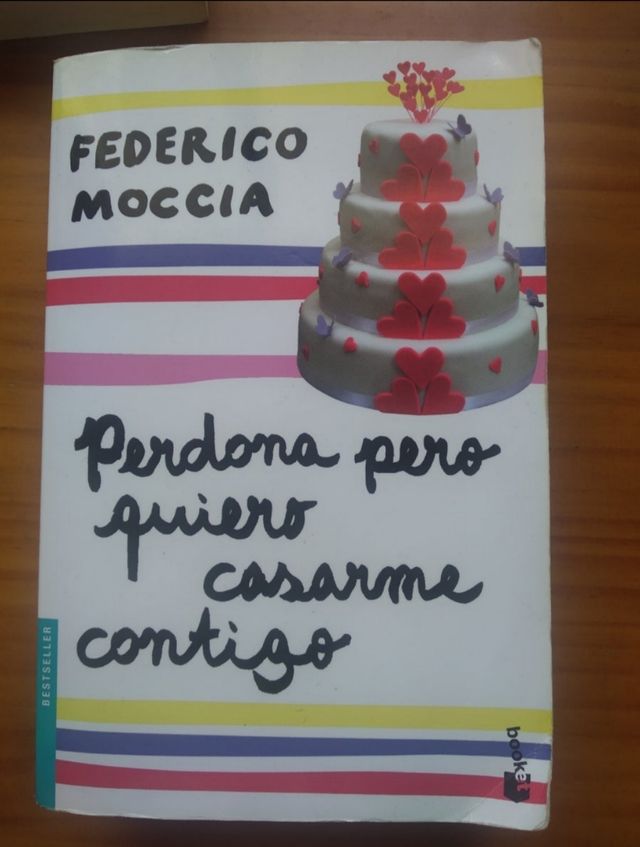 FEDERICO
MOCCIA
Perdona pero
quiero
casarme
contigo
BESTSELLER
booket